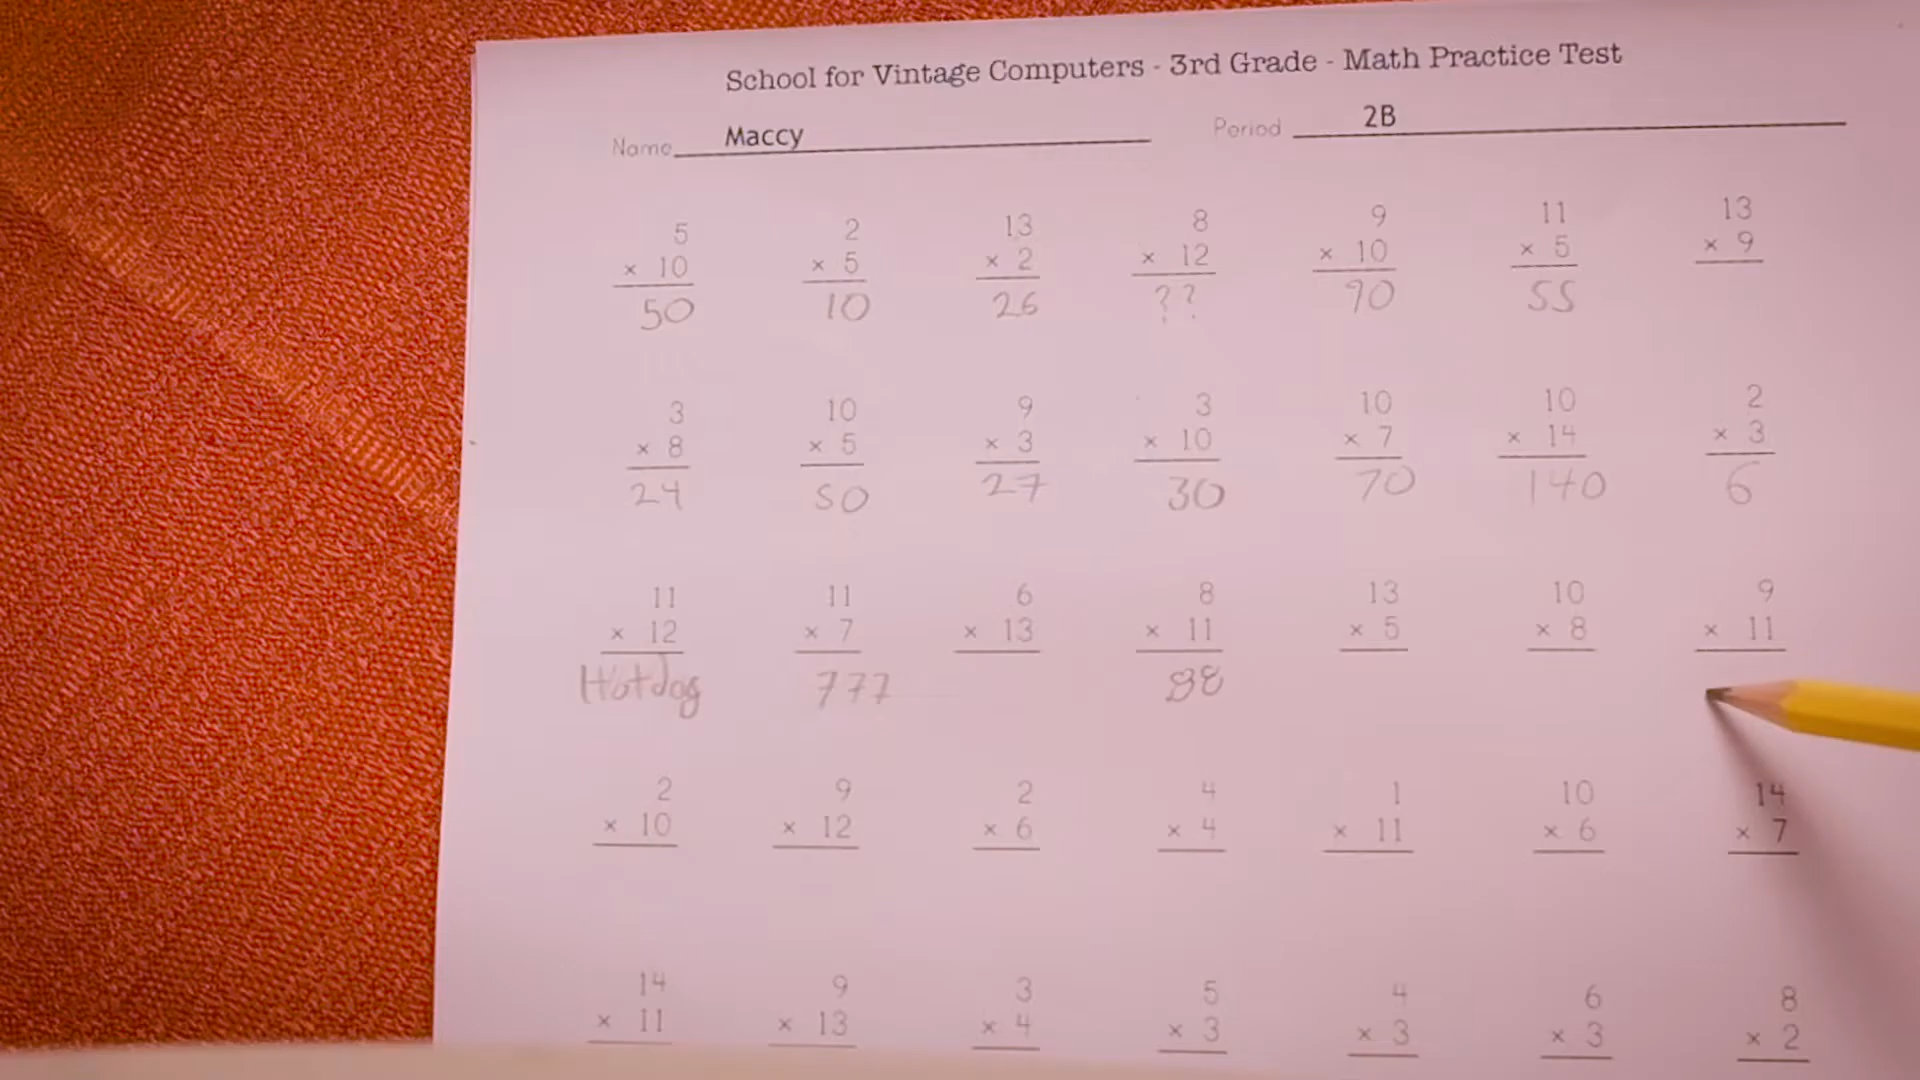 School for Vintage Computers - 3rd Grade - Math Practice Test
Name Maccy Period 2B
5 2 13 8 9 11 13
× 10 × 5 × 2 × 12 × 10 × 5 × 9
50 10 26 ?? 90 55
3 10 9 3 10 10 2
× 8 × 5 × 3 × 10 × 7 × 14 × 3
24 50 27 30 70 140 6
11 11 6 8 13 10 9
× 12 × 7 × 13 × 11 × 5 × 8 × 11
Hotdog 777 88
2 9 2 4 1 10 14
× 10 × 12 × 6 × 4 × 11 × 6 × 7
14 9 3 5 4 6 8
× 11 × 13 × 4 × 3 × 3 × 3 × 2